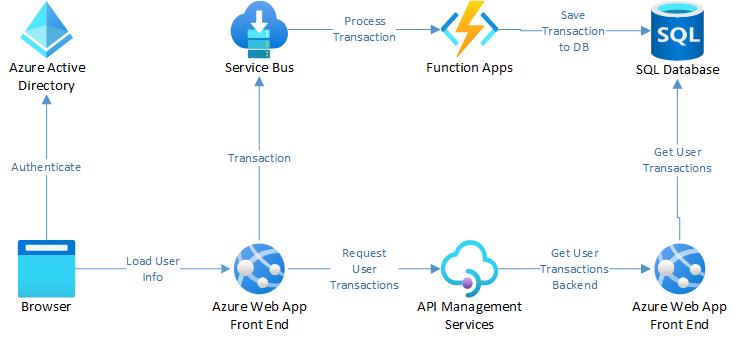 Process
Transaction
Save
Transaction
to DB
SQL
Azure Active
Directory
Service Bus
Function Apps
SQL Database
Authenticate
Transaction
Get User
Transactions
Load User
Info
Request
User
Transactions
Get User
Transactions
Backend
Browser
Azure Web App
Front End
API Management
Services
Azure Web App
Front End